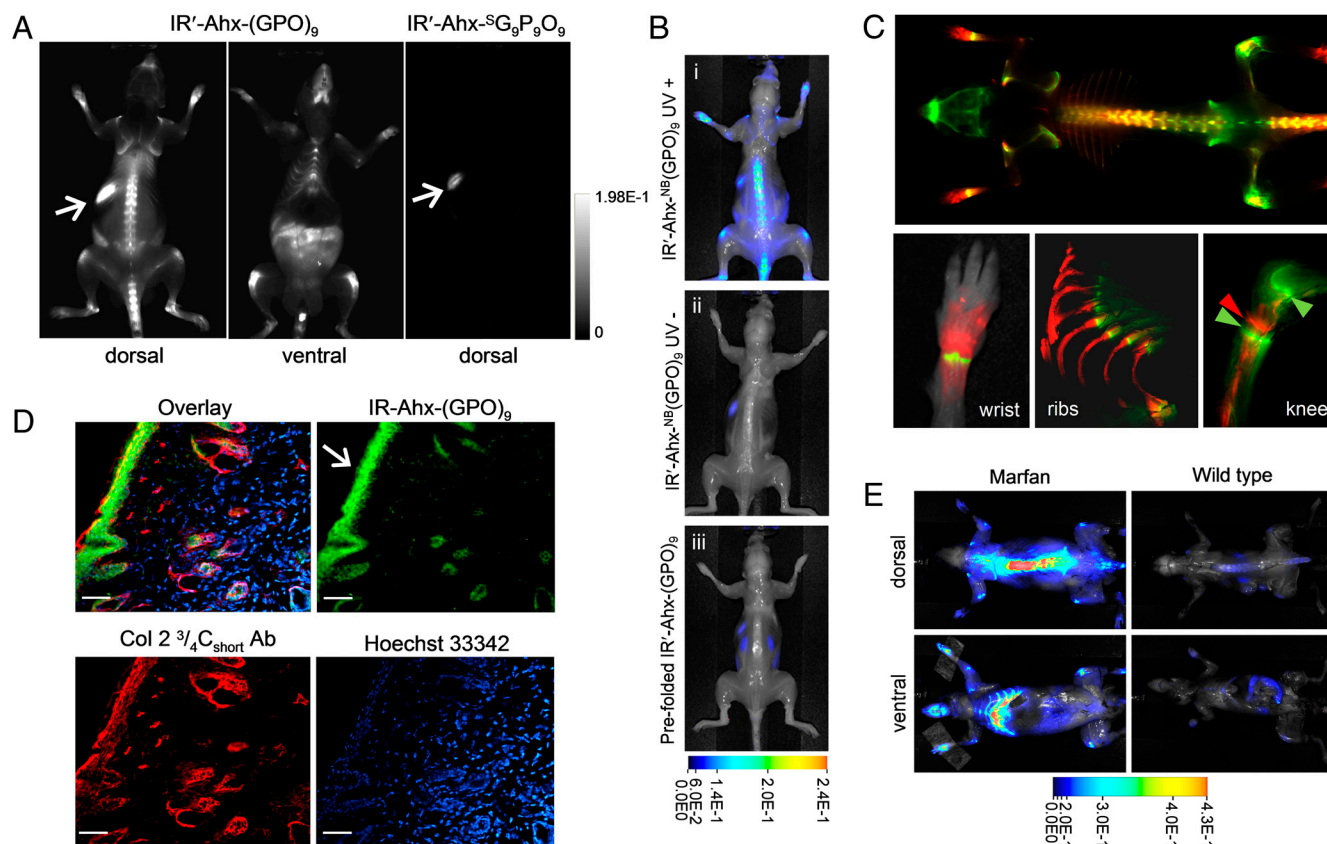 A
IR′-Ahx-(GPO)₉
IR′-Ahx-ˢG₉P₉O₉
1.98E-1
0
dorsal
ventral
dorsal
B
i
IR′-Ahx-ᴺᴮ(GPO)₉ UV +
ii
IR′-Ahx-ᴺᴮ(GPO)₉ UV -
iii
Pre-folded IR′-Ahx-(GPO)₉
0.0E0
6.0E-2
1.4E-1
2.0E-1
2.4E-1
C
wrist
ribs
knee
D
Overlay
IR-Ahx-(GPO)₉
Col 2 ³/₄C_short Ab
Hoechst 33342
E
Marfan
Wild type
dorsal
ventral
0.0E0